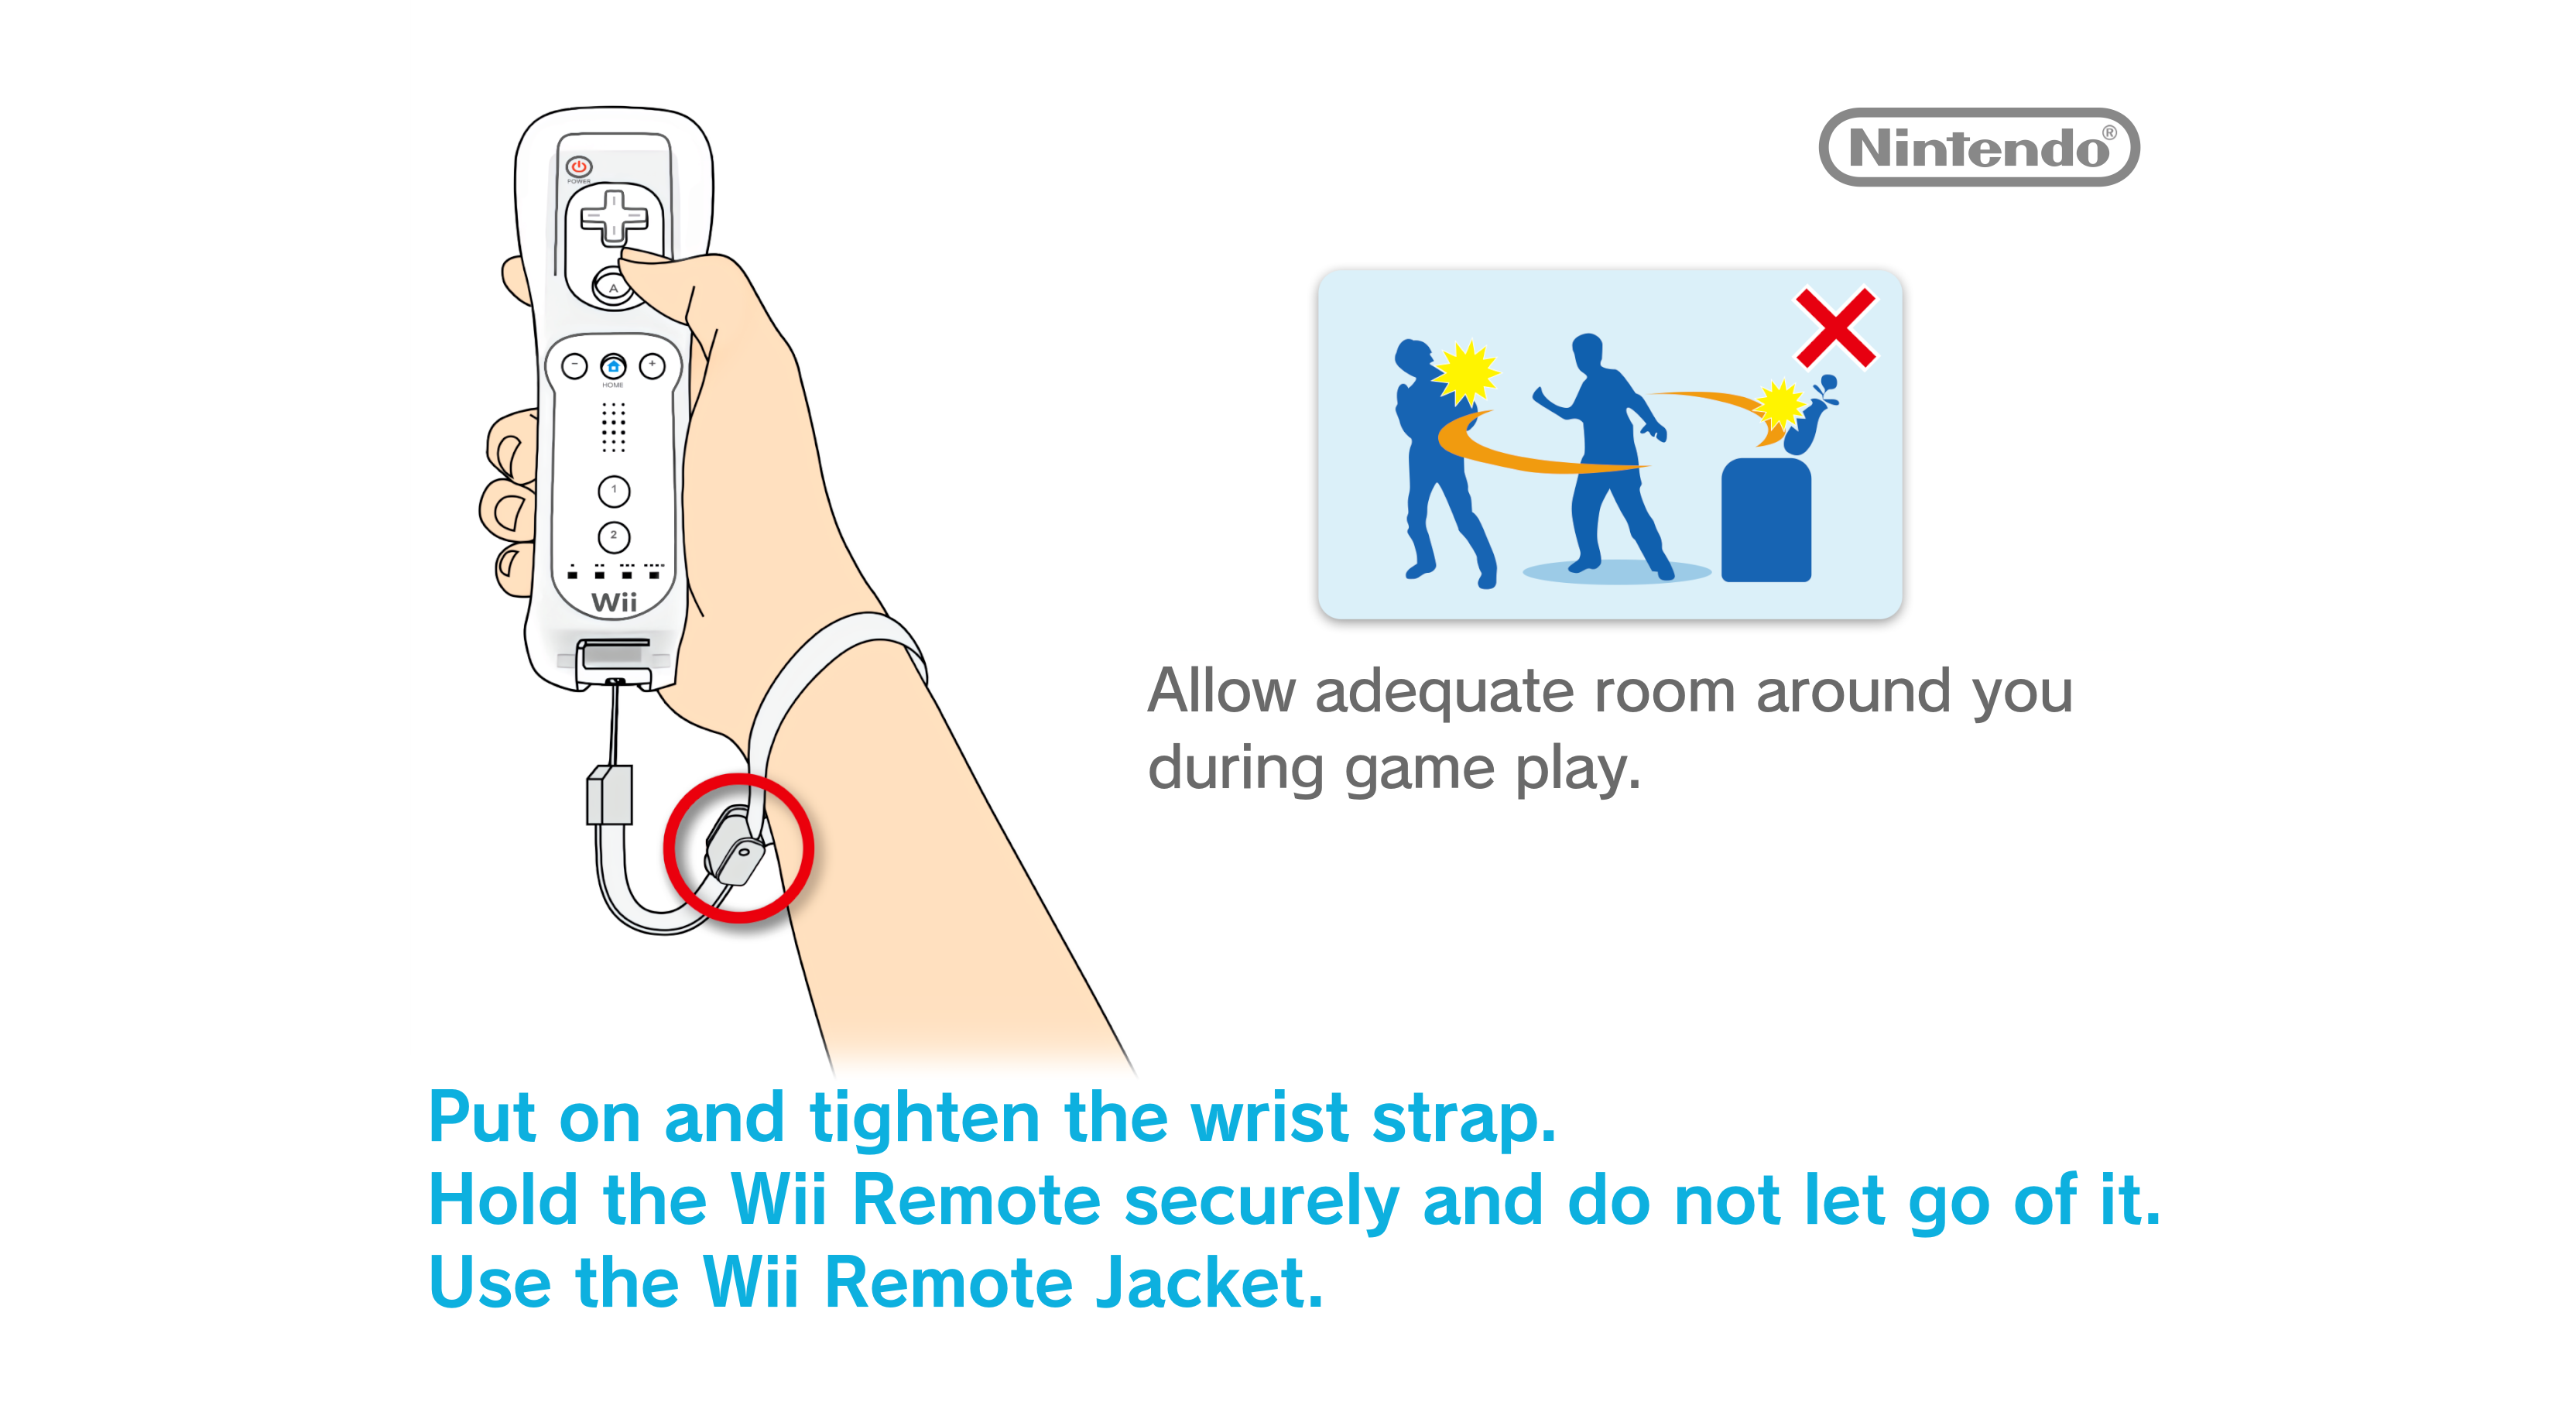 Nintendo®
POWER
A
−
HOME
+
1
2
Wii
Allow adequate room around you
during game play.
Put on and tighten the wrist strap.
Hold the Wii Remote securely and do not let go of it.
Use the Wii Remote Jacket.